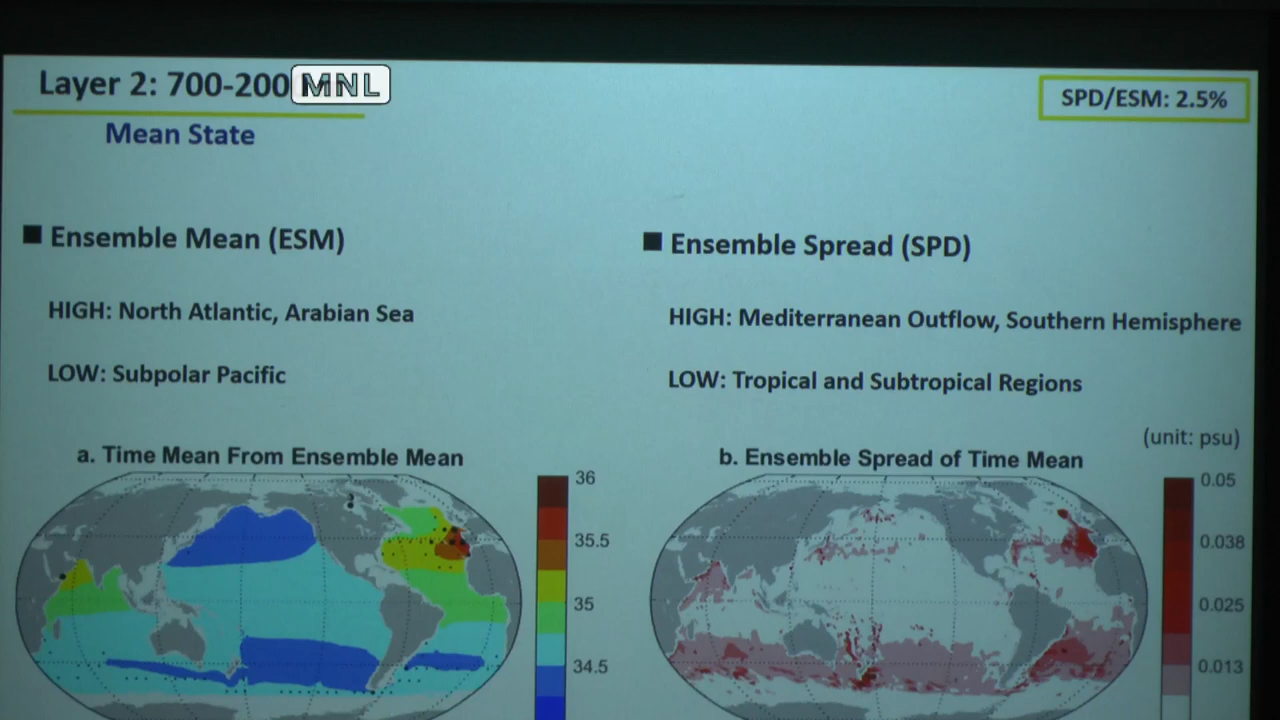 Layer 2: 700-200
MNL
SPD/ESM: 2.5%
Mean State
Ensemble Mean (ESM)
HIGH: North Atlantic, Arabian Sea
LOW: Subpolar Pacific
Ensemble Spread (SPD)
HIGH: Mediterranean Outflow, Southern Hemisphere
LOW: Tropical and Subtropical Regions
(unit: psu)
a. Time Mean From Ensemble Mean
36
35.5
35
34.5
b. Ensemble Spread of Time Mean
0.05
0.038
0.025
0.013